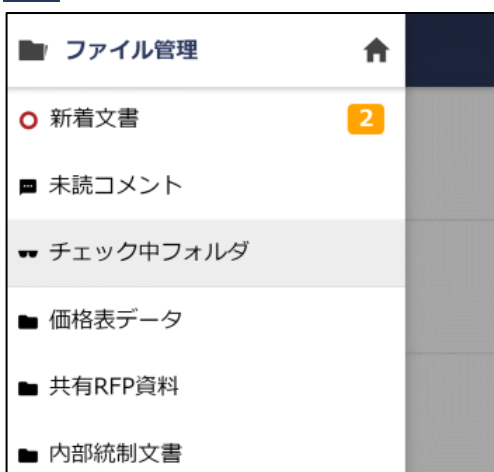 ファイル管理
新着文書 2
未読コメント
チェック中フォルダ
価格表データ
共有RFP資料
内部統制文書